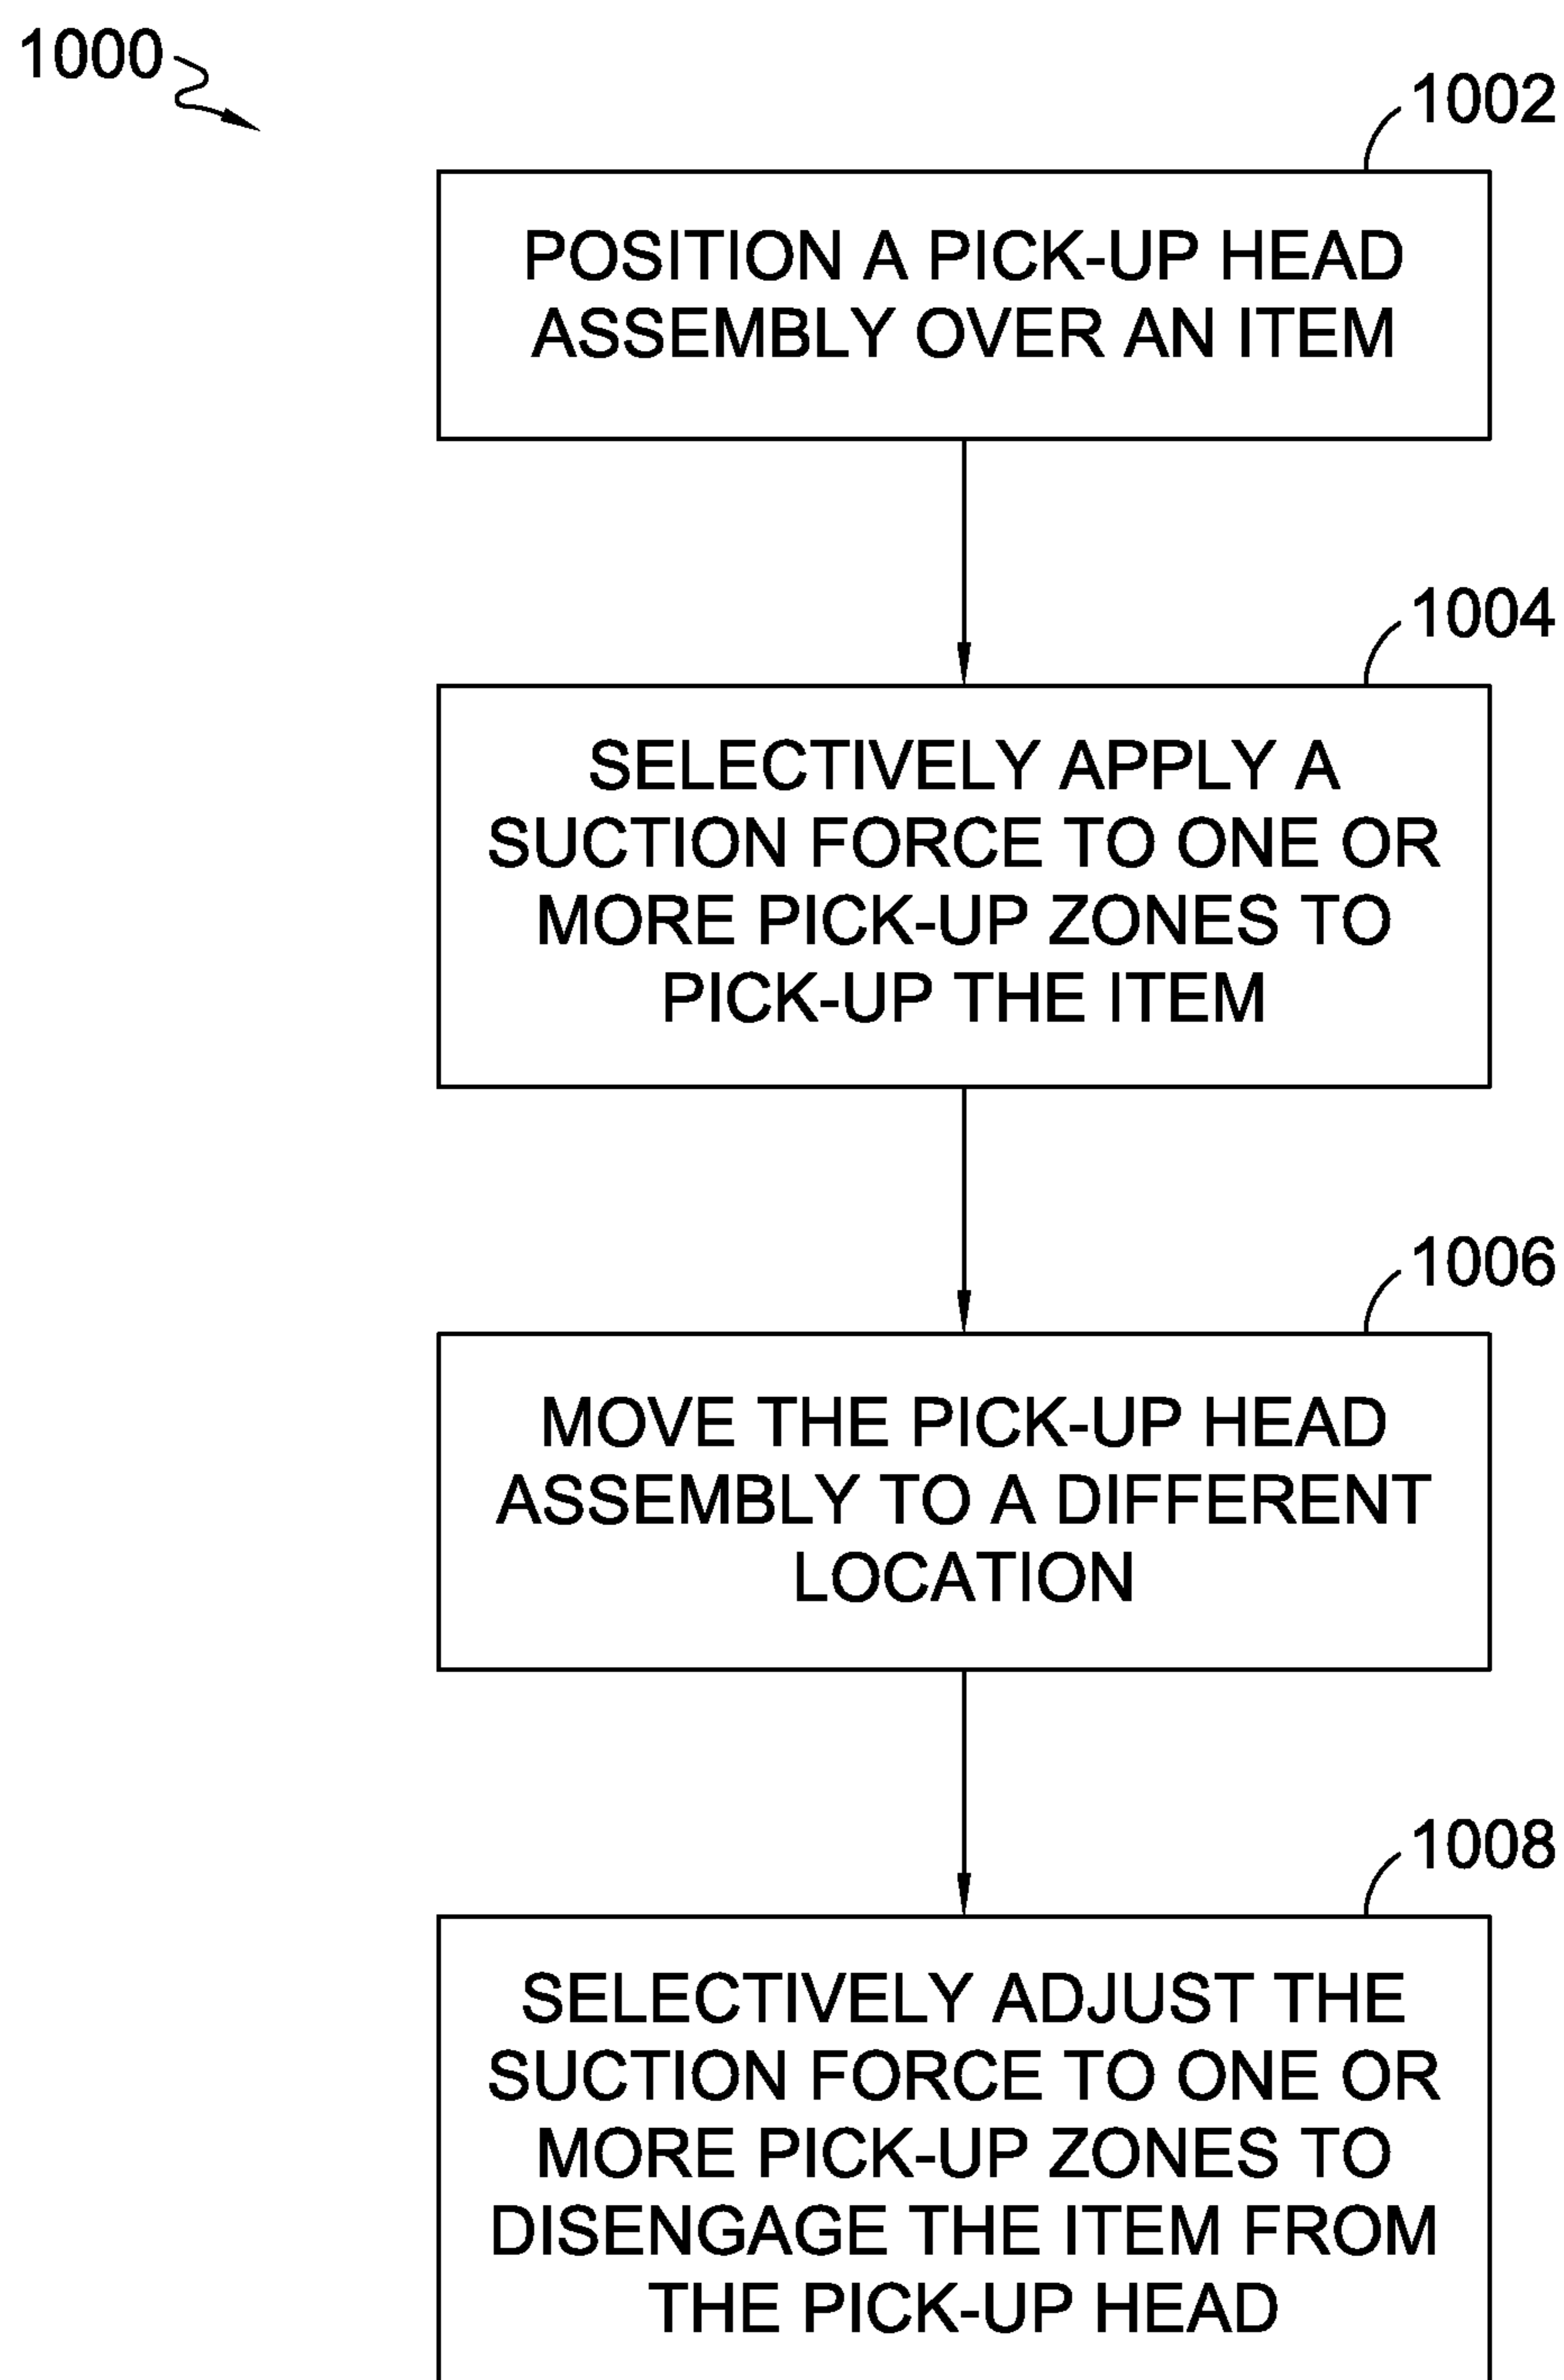 1000
1002
POSITION A PICK-UP HEAD
ASSEMBLY OVER AN ITEM
1004
SELECTIVELY APPLY A
SUCTION FORCE TO ONE OR
MORE PICK-UP ZONES TO
PICK-UP THE ITEM
1006
MOVE THE PICK-UP HEAD
ASSEMBLY TO A DIFFERENT
LOCATION
1008
SELECTIVELY ADJUST THE
SUCTION FORCE TO ONE OR
MORE PICK-UP ZONES TO
DISENGAGE THE ITEM FROM
THE PICK-UP HEAD